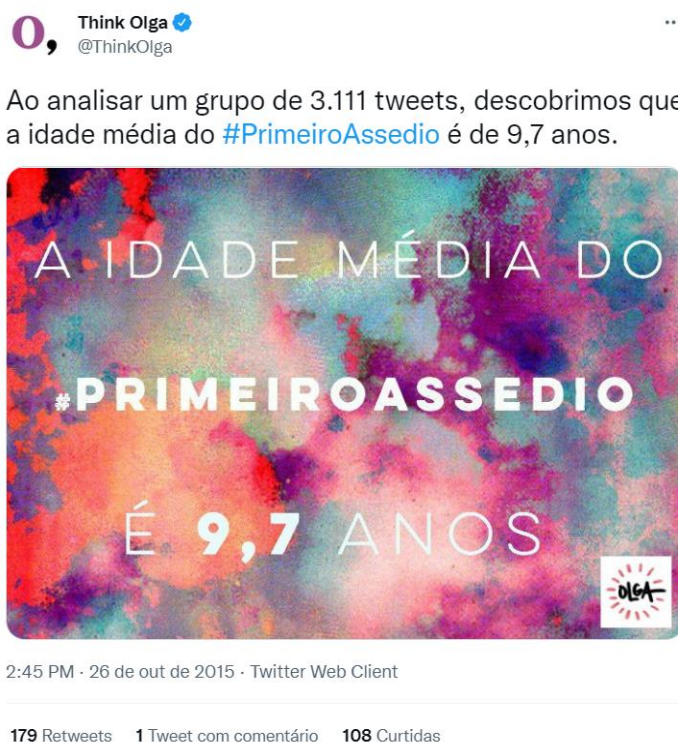 Think Olga
@ThinkOlga
Ao analisar um grupo de 3.111 tweets, descobrimos que
a idade média do #PrimeiroAssedio é de 9,7 anos.
A IDADE MÉDIA DO
#PRIMEIROASSEDIO
É 9,7 ANOS
OLGA
2:45 PM · 26 de out de 2015 · Twitter Web Client
179 Retweets 1 Tweet com comentário 108 Curtidas